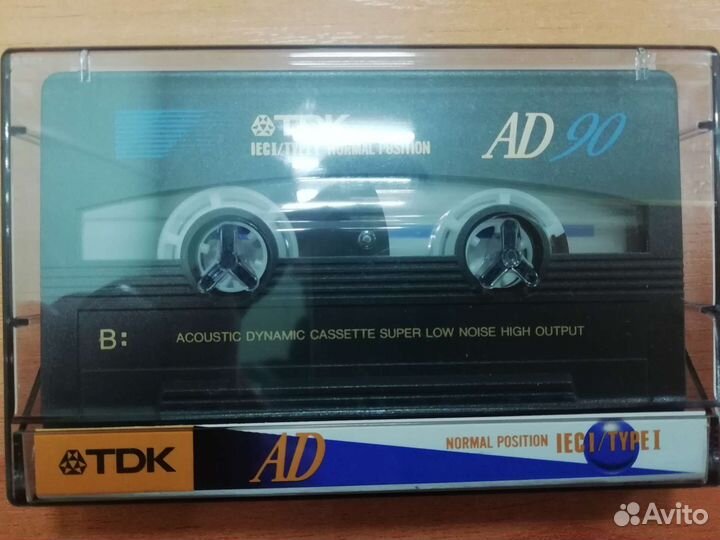 TDK AD 90
IEC I/TYPE I NORMAL POSITION
B: ACOUSTIC DYNAMIC CASSETTE SUPER LOW NOISE HIGH OUTPUT
TDK AD NORMAL POSITION IEC I/TYPE I
Avito